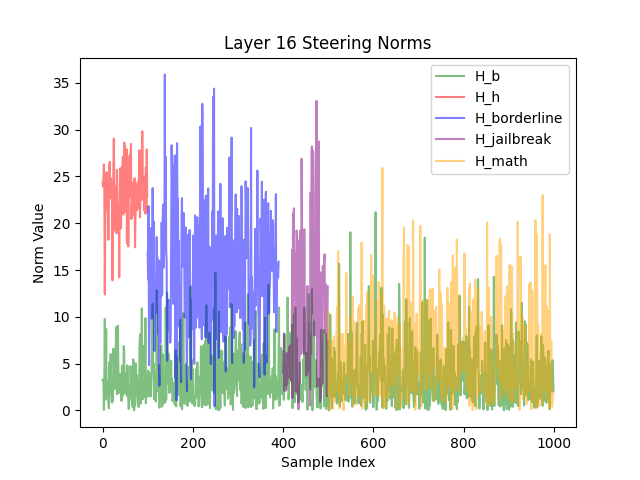 Layer 16 Steering Norms
H_b
H_h
H_borderline
H_jailbreak
H_math
Norm Value
35
30
25
20
15
10
5
0
0 200 400 600 800 1000
Sample Index